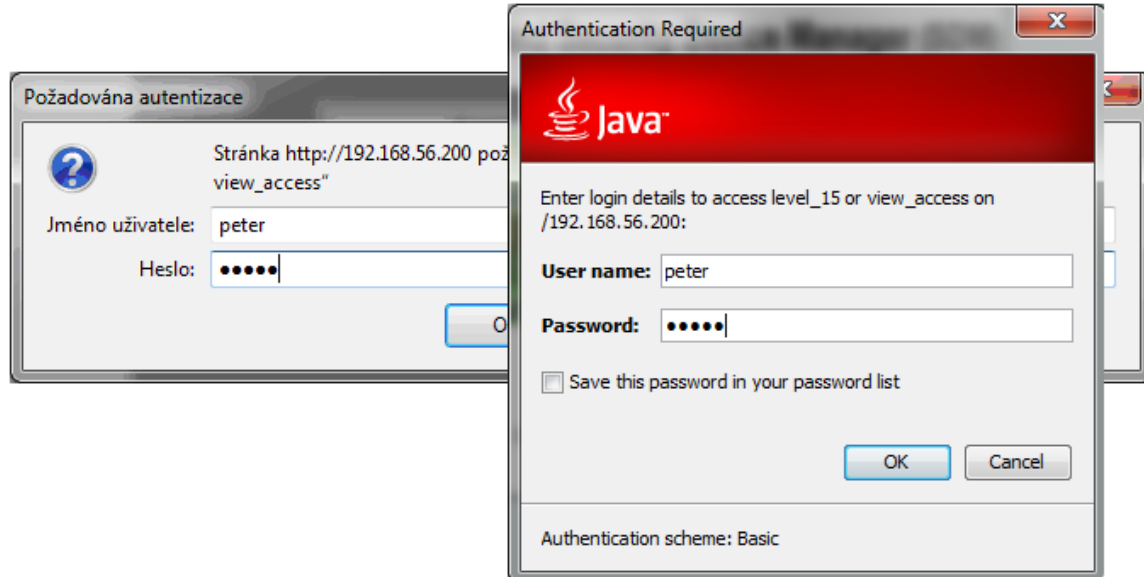 Požadována autentizace
Stránka http://192.168.56.200 pož
view_access“
Jméno uživatele: peter
Heslo: •••••
O
Authentication Required
Java™
Enter login details to access level_15 or view_access on
/192.168.56.200:
User name: peter
Password: •••••
Save this password in your password list
OK Cancel
Authentication scheme: Basic